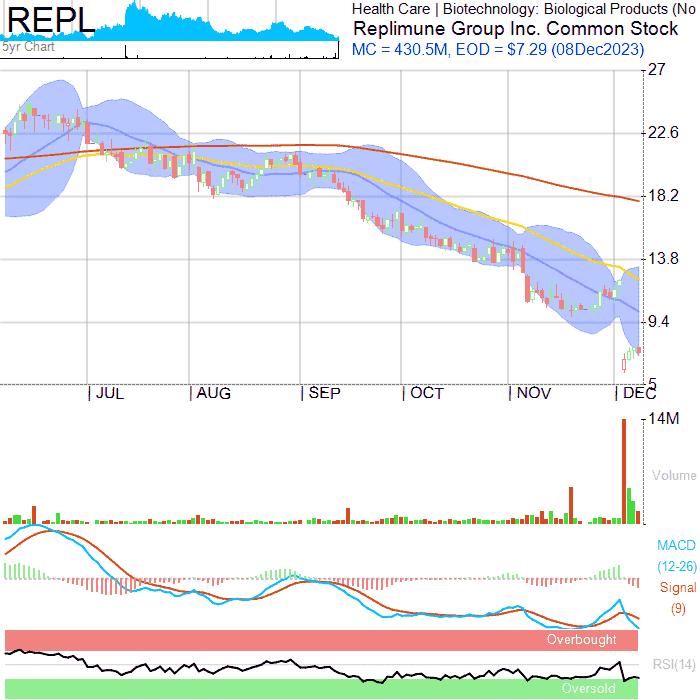 REPL
5yr Chart
Health Care | Biotechnology: Biological Products (No
Replimune Group Inc. Common Stock
MC = 430.5M, EOD = $7.29 (08Dec2023)
27
22.6
18.2
13.8
9.4
5
JUL AUG SEP OCT NOV DEC
14M
Volume
MACD
(12-26)
Signal
(9)
Overbought
RSI(14)
Oversold